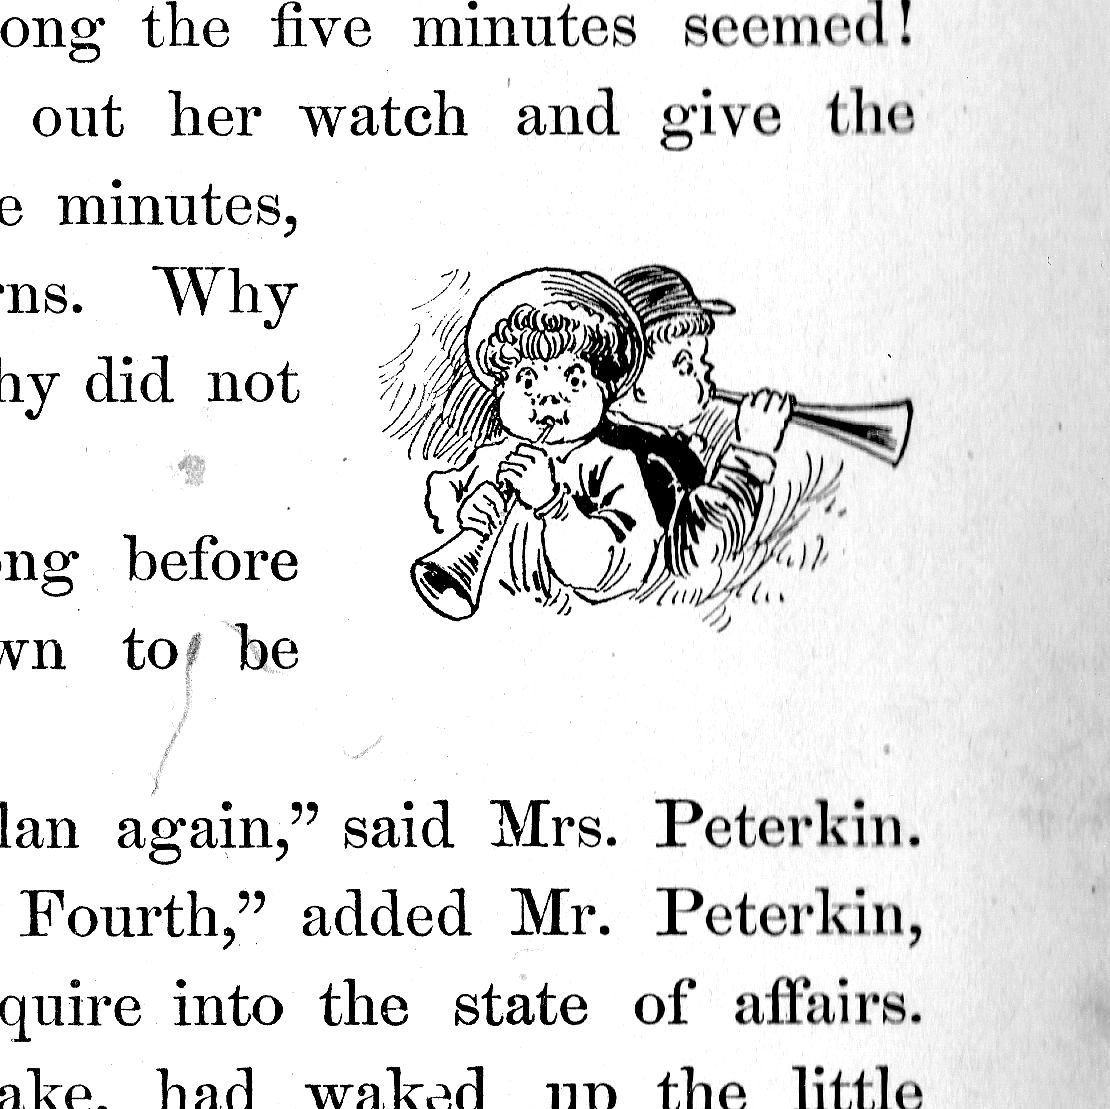 ong the five minutes seemed!
out her watch and give the
e minutes,
rns. Why
hy did not
ng before
wn to be
lan again,” said Mrs. Peterkin.
Fourth,” added Mr. Peterkin,
quire into the state of affairs.
ake, had waked up the little